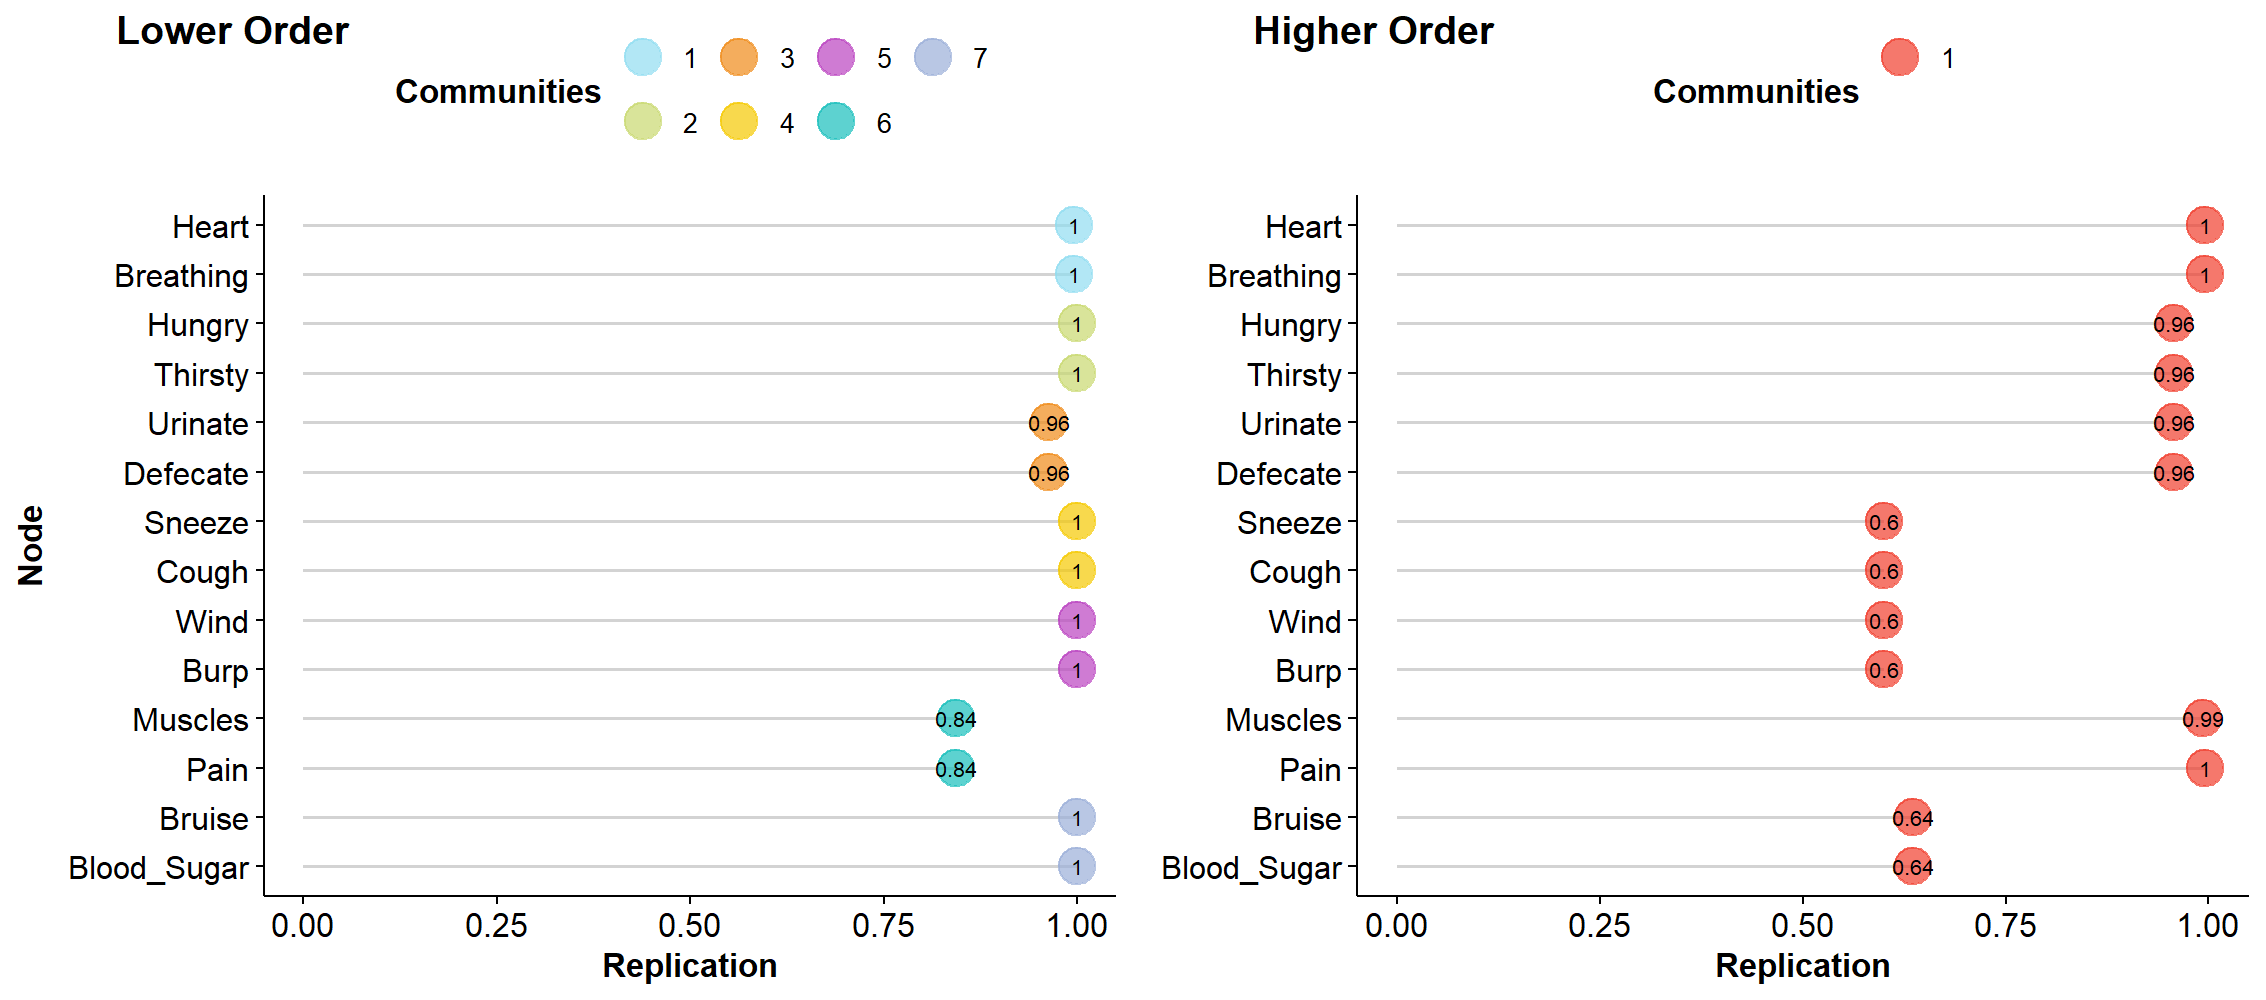 Lower Order
Communities
1 3 5 7
2 4 6
Node
Heart 1
Breathing 1
Hungry 1
Thirsty 1
Urinate 0.96
Defecate 0.96
Sneeze 1
Cough 1
Wind 1
Burp 1
Muscles 0.84
Pain 0.84
Bruise 1
Blood_Sugar 1
0.00 0.25 0.50 0.75 1.00
Replication
Higher Order
Communities
1
Heart 1
Breathing 1
Hungry 0.96
Thirsty 0.96
Urinate 0.96
Defecate 0.96
Sneeze 0.6
Cough 0.6
Wind 0.6
Burp 0.6
Muscles 0.99
Pain 1
Bruise 0.64
Blood_Sugar 0.64
0.00 0.25 0.50 0.75 1.00
Replication